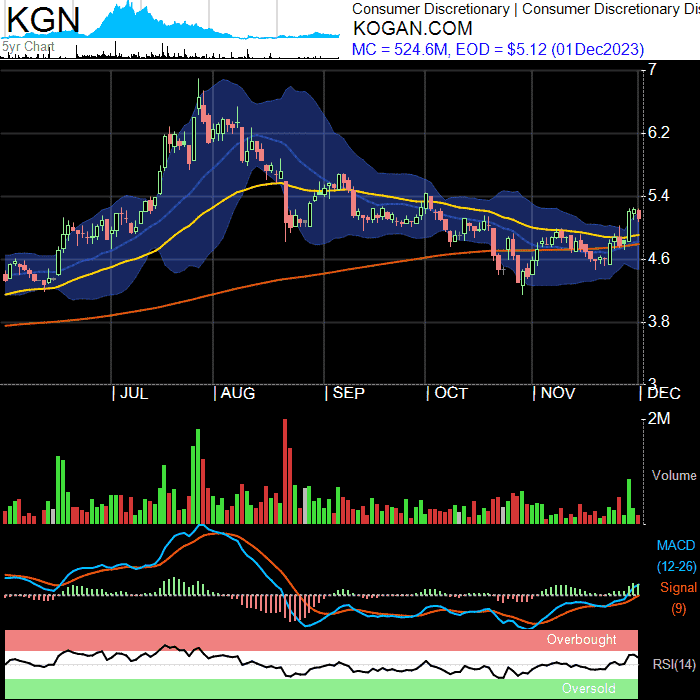 KGN
5yr Chart
Consumer Discretionary | Consumer Discretionary Dis
KOGAN.COM
MC = 524.6M, EOD = $5.12 (01Dec2023)
7
6.2
5.4
4.6
3.8
3
JUL AUG SEP OCT NOV DEC
2M
Volume
MACD
(12-26)
Signal
(9)
Overbought
RSI(14)
Oversold